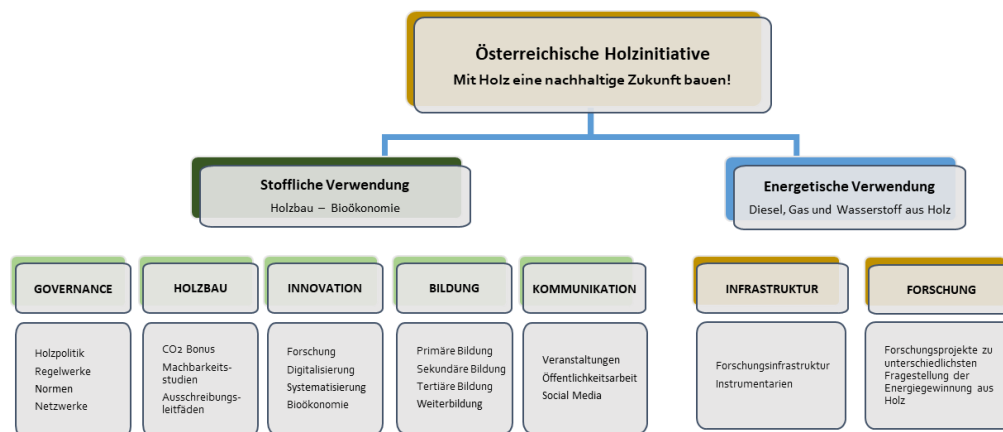 Österreichische Holzinitiative
Mit Holz eine nachhaltige Zukunft bauen!
Stoffliche Verwendung
Holzbau – Bioökonomie
Energetische Verwendung
Diesel, Gas und Wasserstoff aus Holz
GOVERNANCE
Holzpolitik
Regelwerke
Normen
Netzwerke
HOLZBAU
CO2 Bonus
Machbarkeits-
studien
Ausschreibungs-
leitfäden
INNOVATION
Forschung
Digitalisierung
Systematisierung
Bioökonomie
BILDUNG
Primäre Bildung
Sekundäre Bildung
Tertiäre Bildung
Weiterbildung
KOMMUNIKATION
Veranstaltungen
Öffentlichkeitsarbeit
Social Media
INFRASTRUKTUR
Forschungsinfrastruktur
Instrumentarien
FORSCHUNG
Forschungsprojekte zu
unterschiedlichsten
Fragestellung der
Energiegewinnung aus
Holz